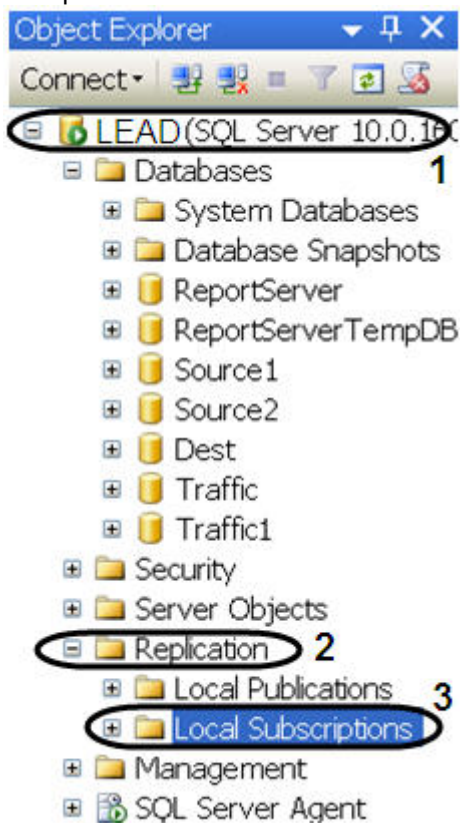 Object Explorer
Connect
LEAD (SQL Server 10.0.160
1
Databases
System Databases
Database Snapshots
ReportServer
ReportServerTempDB
Source1
Source2
Dest
Traffic
Traffic1
Security
Server Objects
Replication 2
Local Publications
3
Local Subscriptions
Management
SQL Server Agent